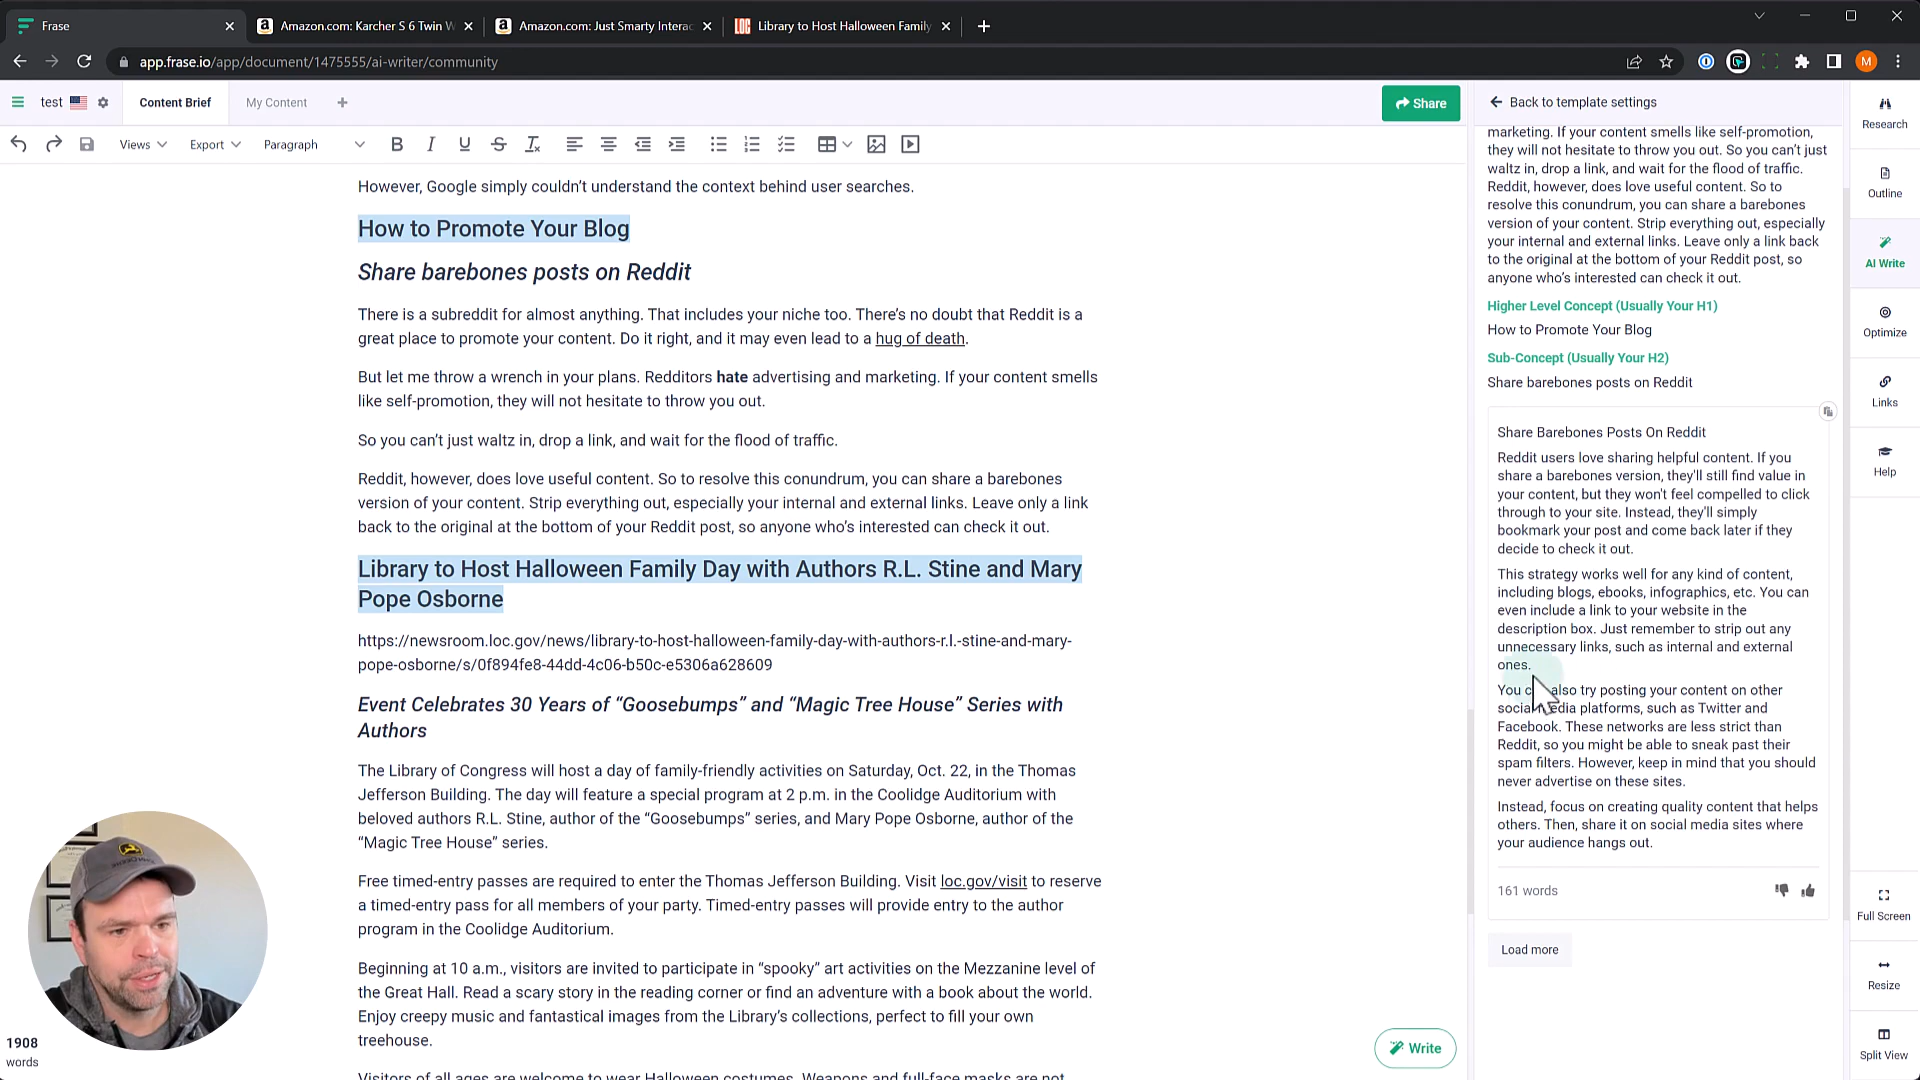 Frase
Amazon.com: Karcher S 6 Twin W
Amazon.com: Just Smarty Interac
LOC
Library to Host Halloween Family
app.frase.io/app/document/1475555/ai-writer/community
M
test
Content Brief
My Content
Share
Views
Export
Paragraph
However, Google simply couldn’t understand the context behind user searches.
How to Promote Your Blog
Share barebones posts on Reddit
There is a subreddit for almost anything. That includes your niche too. There’s no doubt that Reddit is a
great place to promote your content. Do it right, and it may even lead to a hug of death.
But let me throw a wrench in your plans. Redditors hate advertising and marketing. If your content smells
like self-promotion, they will not hesitate to throw you out.
So you can’t just waltz in, drop a link, and wait for the flood of traffic.
Reddit, however, does love useful content. So to resolve this conundrum, you can share a barebones
version of your content. Strip everything out, especially your internal and external links. Leave only a link
back to the original at the bottom of your Reddit post, so anyone who’s interested can check it out.
Library to Host Halloween Family Day with Authors R.L. Stine and Mary
Pope Osborne
https://newsroom.loc.gov/news/library-to-host-halloween-family-day-with-authors-r.l.-stine-and-mary-
pope-osborne/s/0f894fe8-44dd-4c06-b50c-e5306a628609
Event Celebrates 30 Years of “Goosebumps” and “Magic Tree House” Series with
Authors
The Library of Congress will host a day of family-friendly activities on Saturday, Oct. 22, in the Thomas
Jefferson Building. The day will feature a special program at 2 p.m. in the Coolidge Auditorium with
beloved authors R.L. Stine, author of the “Goosebumps” series, and Mary Pope Osborne, author of the
“Magic Tree House” series.
Free timed-entry passes are required to enter the Thomas Jefferson Building. Visit loc.gov/visit to reserve
a timed-entry pass for all members of your party. Timed-entry passes will provide entry to the author
program in the Coolidge Auditorium.
Beginning at 10 a.m., visitors are invited to participate in “spooky” art activities on the Mezzanine level of
the Great Hall. Read a scary story in the reading corner or find an adventure with a book about the world.
Enjoy creepy music and fantastical images from the Library’s collections, perfect to fill your own
treehouse.
Visitors of all ages are welcome to wear Halloween costumes. Weapons and full-face masks are not
1908
words
Write
Back to template settings
marketing. If your content smells like self-promotion,
they will not hesitate to throw you out. So you can’t just
waltz in, drop a link, and wait for the flood of traffic.
Reddit, however, does love useful content. So to
resolve this conundrum, you can share a barebones
version of your content. Strip everything out, especially
your internal and external links. Leave only a link back
to the original at the bottom of your Reddit post, so
anyone who’s interested can check it out.
Higher Level Concept (Usually Your H1)
How to Promote Your Blog
Sub-Concept (Usually Your H2)
Share barebones posts on Reddit
Share Barebones Posts On Reddit
Reddit users love sharing helpful content. If you
share a barebones version, they'll still find value in
your content, but they won't feel compelled to click
through to your site. Instead, they'll simply
bookmark your post and come back later if they
decide to check it out.
This strategy works well for any kind of content,
including blogs, ebooks, infographics, etc. You can
even include a link to your website in the
description box. Just remember to strip out any
unnecessary links, such as internal and external
ones.
You also try posting your content on other
social media platforms, such as Twitter and
Facebook. These networks are less strict than
Reddit, so you might be able to sneak past their
spam filters. However, keep in mind that you should
never advertise on these sites.
Instead, focus on creating quality content that helps
others. Then, share it on social media sites where
your audience hangs out.
161 words
Load more
Research
Outline
AI Write
Optimize
Links
Help
Full Screen
Resize
Split View